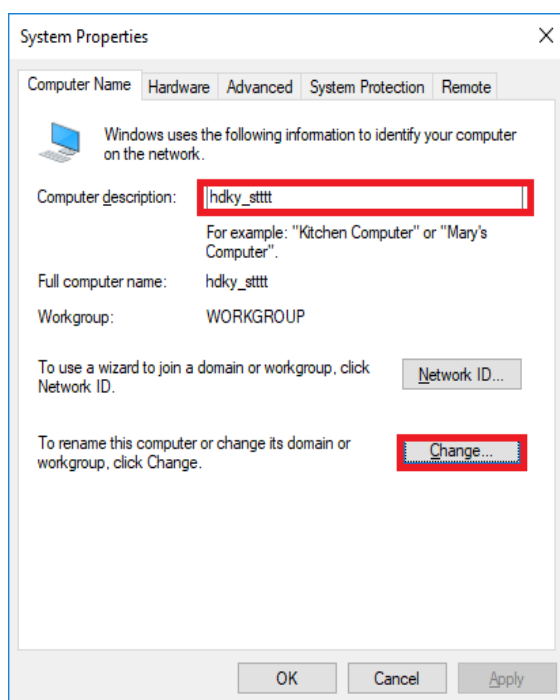 System Properties
Computer Name Hardware Advanced System Protection Remote
Windows uses the following information to identify your computer
on the network.
Computer description: hdky_stttt
For example: "Kitchen Computer" or "Mary's
Computer".
Full computer name: hdky_stttt
Workgroup: WORKGROUP
To use a wizard to join a domain or workgroup, click
Network ID.
Network ID...
To rename this computer or change its domain or
workgroup, click Change.
Change...
OK Cancel Apply